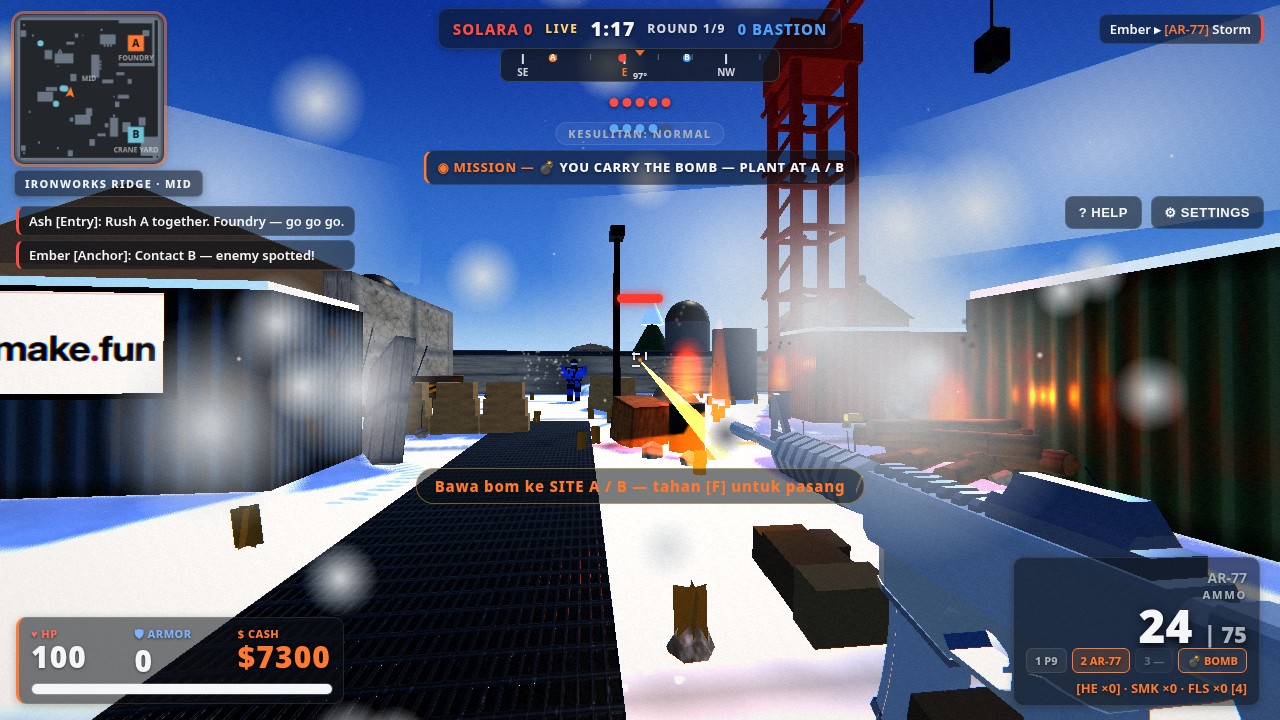 A
FOUNDRY
MID
B
CRANE YARD
IRONWORKS RIDGE · MID
Ash [Entry]: Rush A together. Foundry — go go go.
Ember [Anchor]: Contact B — enemy spotted!
SOLARA 0 LIVE 1:17 ROUND 1/9 0 BASTION
A B
SE E 97° NW
KESULITAN: NORMAL
◉ MISSION — 💣 YOU CARRY THE BOMB — PLANT AT A / B
Ember ▸ [AR-77] Storm
? HELP ⚙ SETTINGS
make.fun
Bawa bom ke SITE A / B — tahan [F] untuk pasang
♥ HP
100
ARMOR
0
$ CASH
$7300
AR-77
AMMO
24 | 75
1 P9 2 AR-77 3 — 💣 BOMB
[HE ×0] · SMK ×0 · FLS ×0 [4]